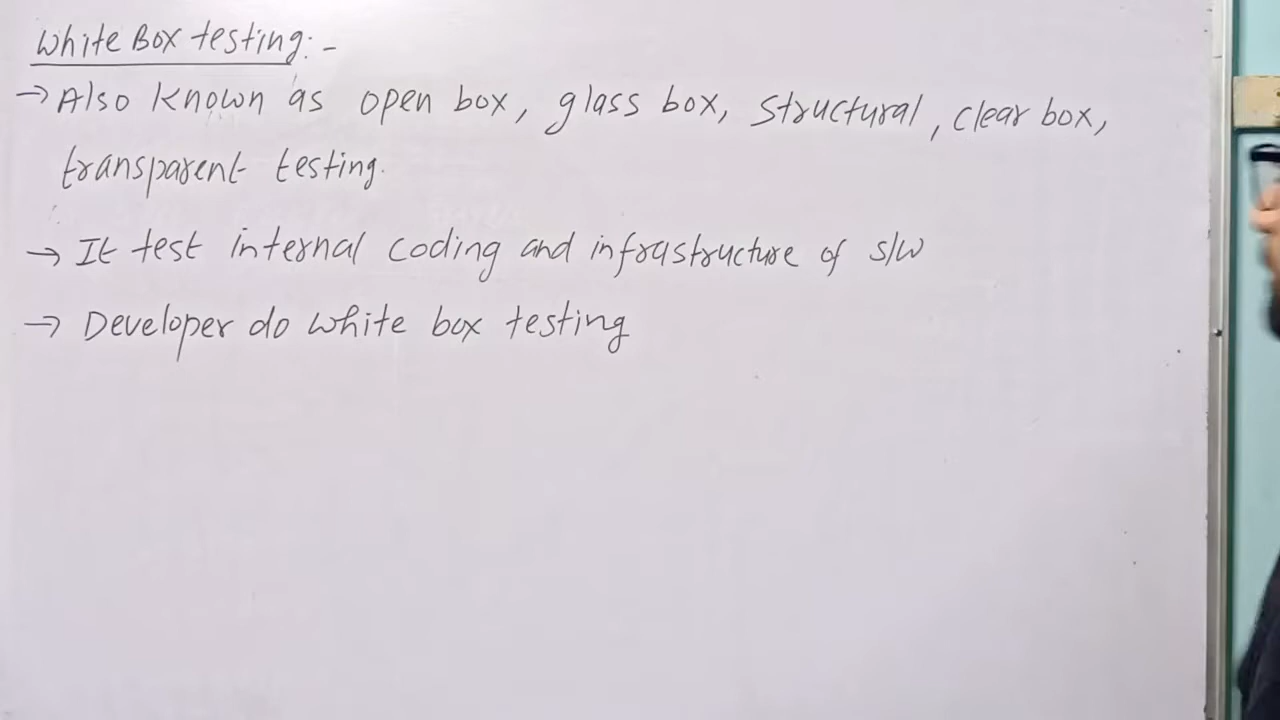 White Box testing:-
→ Also known as open box, glass box, structural, clear box,
transparent testing.
→ It test internal coding and infrastructure of s/w
→ Developer do white box testing